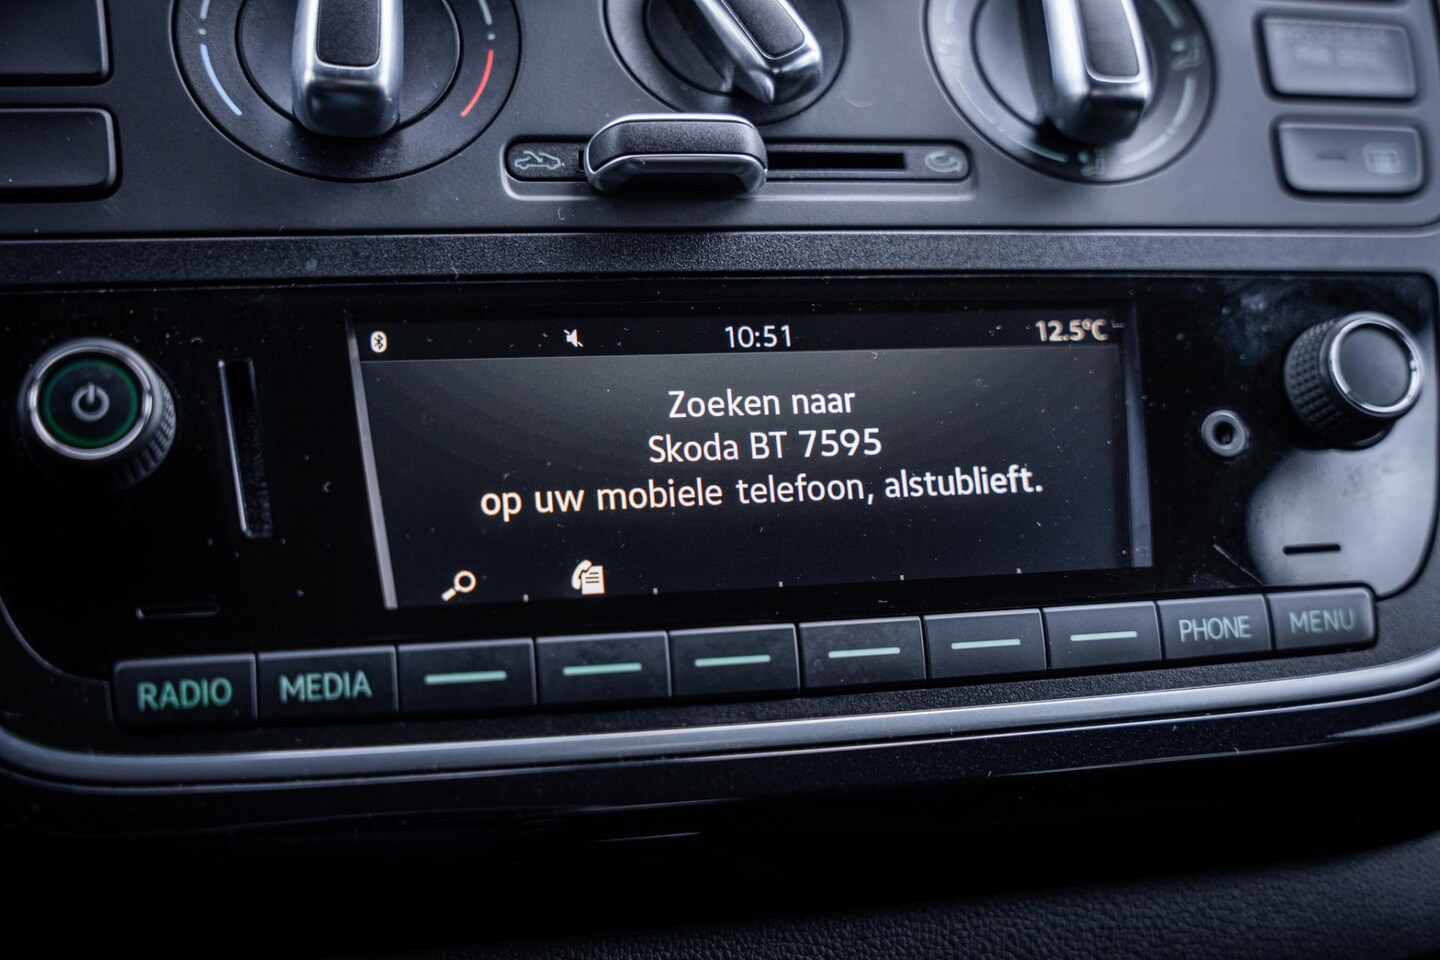 10:51
12.5°C
Zoeken naar
Skoda BT 7595
op uw mobiele telefoon, alstublieft.
RADIO
MEDIA
PHONE
MENU